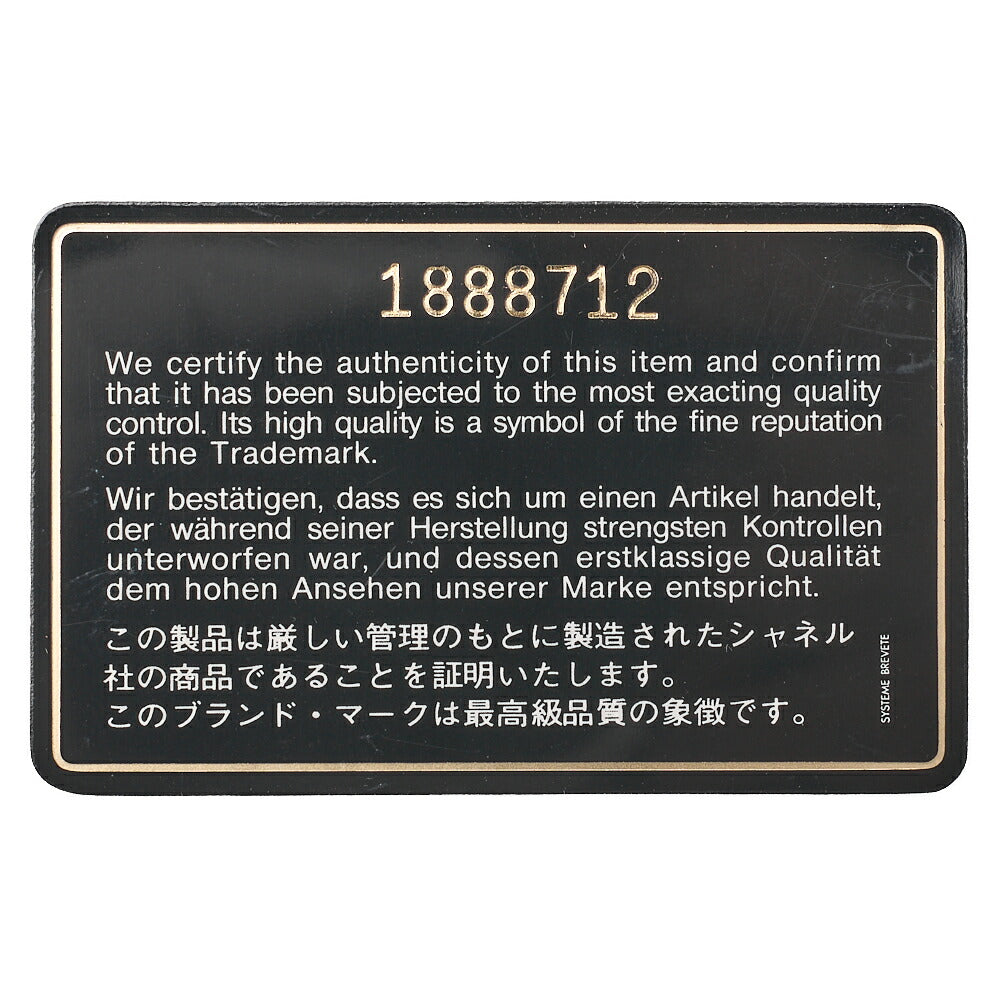 1888712
We certify the authenticity of this item and confirm
that it has been subjected to the most exacting quality
control. Its high quality is a symbol of the fine reputation
of the Trademark.
Wir bestätigen, dass es sich um einen Artikel handelt,
der während seiner Herstellung strengsten Kontrollen
unterworfen war, und dessen erstklassige Qualität
dem hohen Ansehen unserer Marke entspricht.
この製品は厳しい管理のもとに製造されたシャネル
社の商品であることを証明いたします。
このブランド・マークは最高級品質の象徴です。
SYSTEME BREVETE